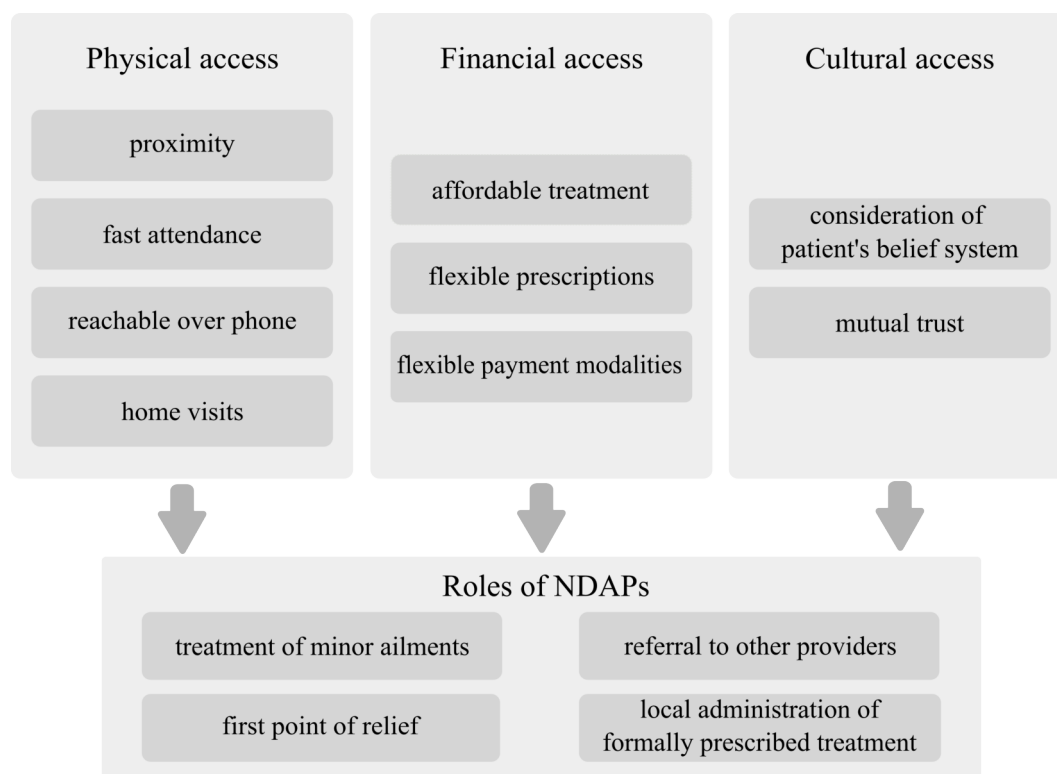 Physical access
proximity
fast attendance
reachable over phone
home visits
Financial access
affordable treatment
flexible prescriptions
flexible payment modalities
Cultural access
consideration of
patient's belief system
mutual trust
Roles of NDAPs
treatment of minor ailments
referral to other providers
first point of relief
local administration of
formally prescribed treatment